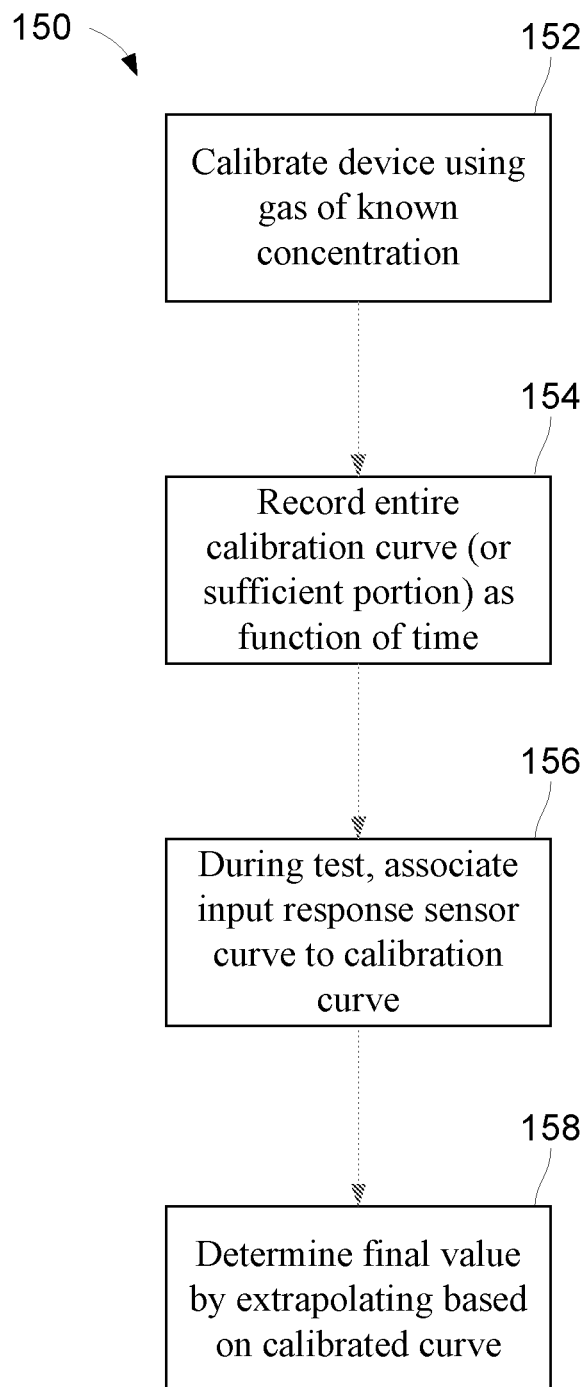 150
152
Calibrate device using
gas of known
concentration
154
Record entire
calibration curve (or
sufficient portion) as
function of time
156
During test, associate
input response sensor
curve to calibration
curve
158
Determine final value
by extrapolating based
on calibrated curve